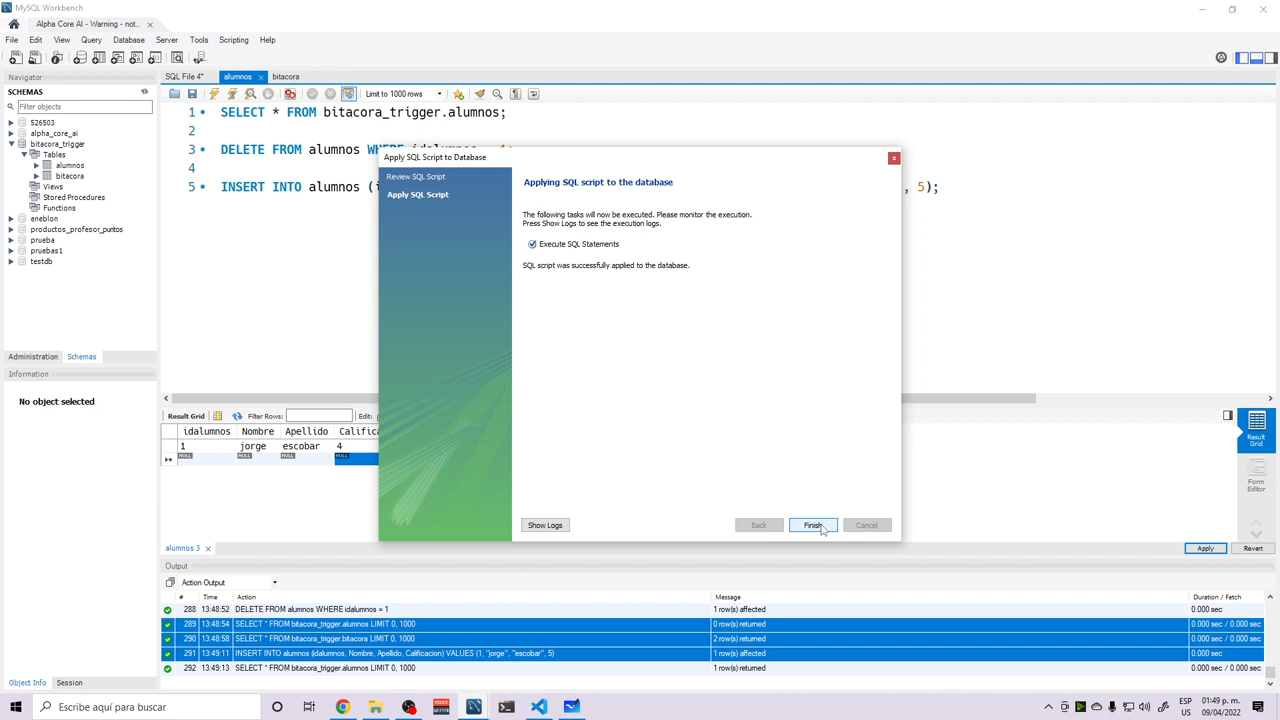 MySQL Workbench
Alpha Core AI - Warning - not...
File Edit View Query Database Server Tools Scripting Help
Navigator
SCHEMAS
Filter objects
526503
alpha_core_ai
bitacora_trigger
Tables
alumnos
bitacora
Views
Stored Procedures
Functions
eneblon
productos_profesor_puntos
prueba
pruebas1
testdb
Administration Schemas
Information
No object selected
Object Info Session
SQL File 4* alumnos bitacora
Limit to 1000 rows
1 SELECT * FROM bitacora_trigger.alumnos;
2
3 DELETE FROM alumnos
4
5 INSERT INTO alumnos , 5);
Apply SQL Script to Database
Review SQL Script
Apply SQL Script
Applying SQL script to the database
The following tasks will now be executed. Please monitor the execution.
Press Show Logs to see the execution logs.
Execute SQL Statements
SQL script was successfully applied to the database.
Show Logs Back Finish Cancel
Result Grid Filter Rows: Edit:
idalumnos Nombre Apellido Califica
1 jorge escobar 4
NULL NULL NULL NULL
Result
Grid
Form
Editor
alumnos 3 Apply Revert
Output
Action Output
# Time Action Message Duration / Fetch
288 13:48:52 DELETE FROM alumnos WHERE idalumnos = 1 1 row(s) affected 0.000 sec
289 13:48:54 SELECT * FROM bitacora_trigger.alumnos LIMIT 0, 1000 0 row(s) returned 0.000 sec / 0.000 sec
290 13:48:58 SELECT * FROM bitacora_trigger.bitacora LIMIT 0, 1000 2 row(s) returned 0.000 sec / 0.000 sec
291 13:49:11 INSERT INTO alumnos (idalumnos, Nombre, Apellido, Calificacion) VALUES (1, "jorge", "escobar", 5) 1 row(s) affected 0.000 sec
292 13:49:13 SELECT * FROM bitacora_trigger.alumnos LIMIT 0, 1000 1 row(s) returned 0.000 sec / 0.000 sec
Escribe aquí para buscar
ESP
US
01:49 p. m.
09/04/2022